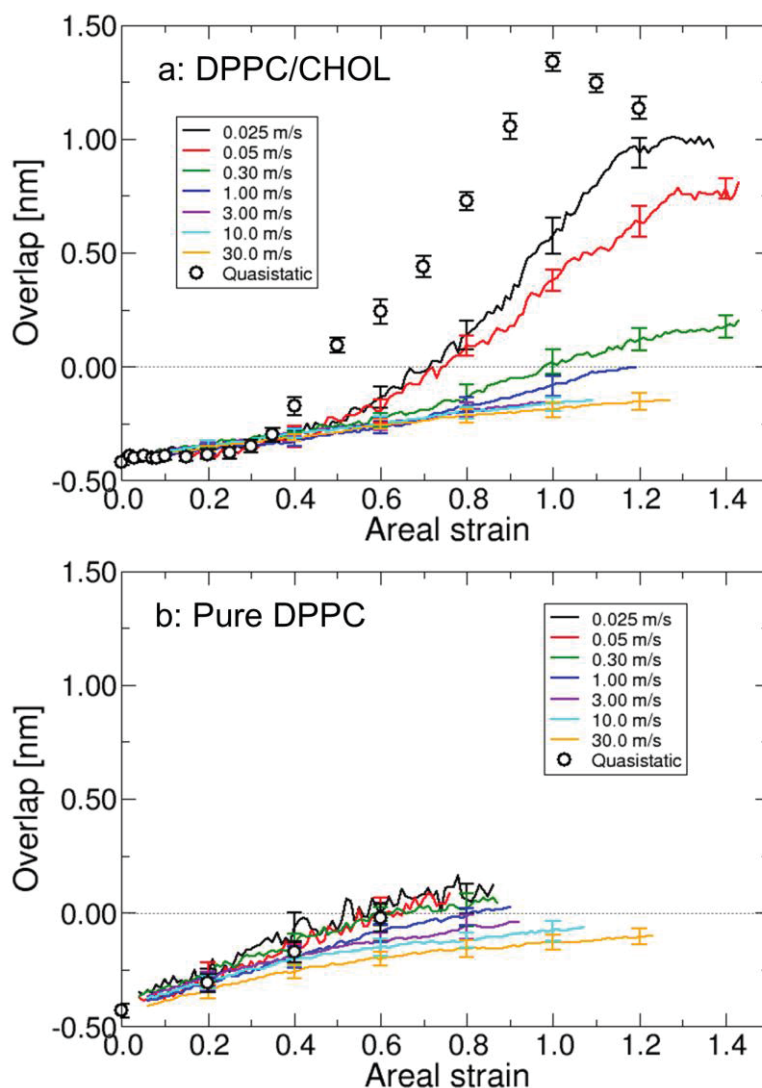 1.50
a: DPPC/CHOL
1.00
0.025 m/s
0.05 m/s
0.30 m/s
1.00 m/s
3.00 m/s
10.0 m/s
30.0 m/s
Quasistatic
0.50
0.00
-0.50
Overlap [nm]
0.0 0.2 0.4 0.6 0.8 1.0 1.2 1.4
Areal strain
1.50
b: Pure DPPC
1.00
0.025 m/s
0.05 m/s
0.30 m/s
1.00 m/s
3.00 m/s
10.0 m/s
30.0 m/s
Quasistatic
0.50
0.00
-0.50
Overlap [nm]
0.0 0.2 0.4 0.6 0.8 1.0 1.2 1.4
Areal strain